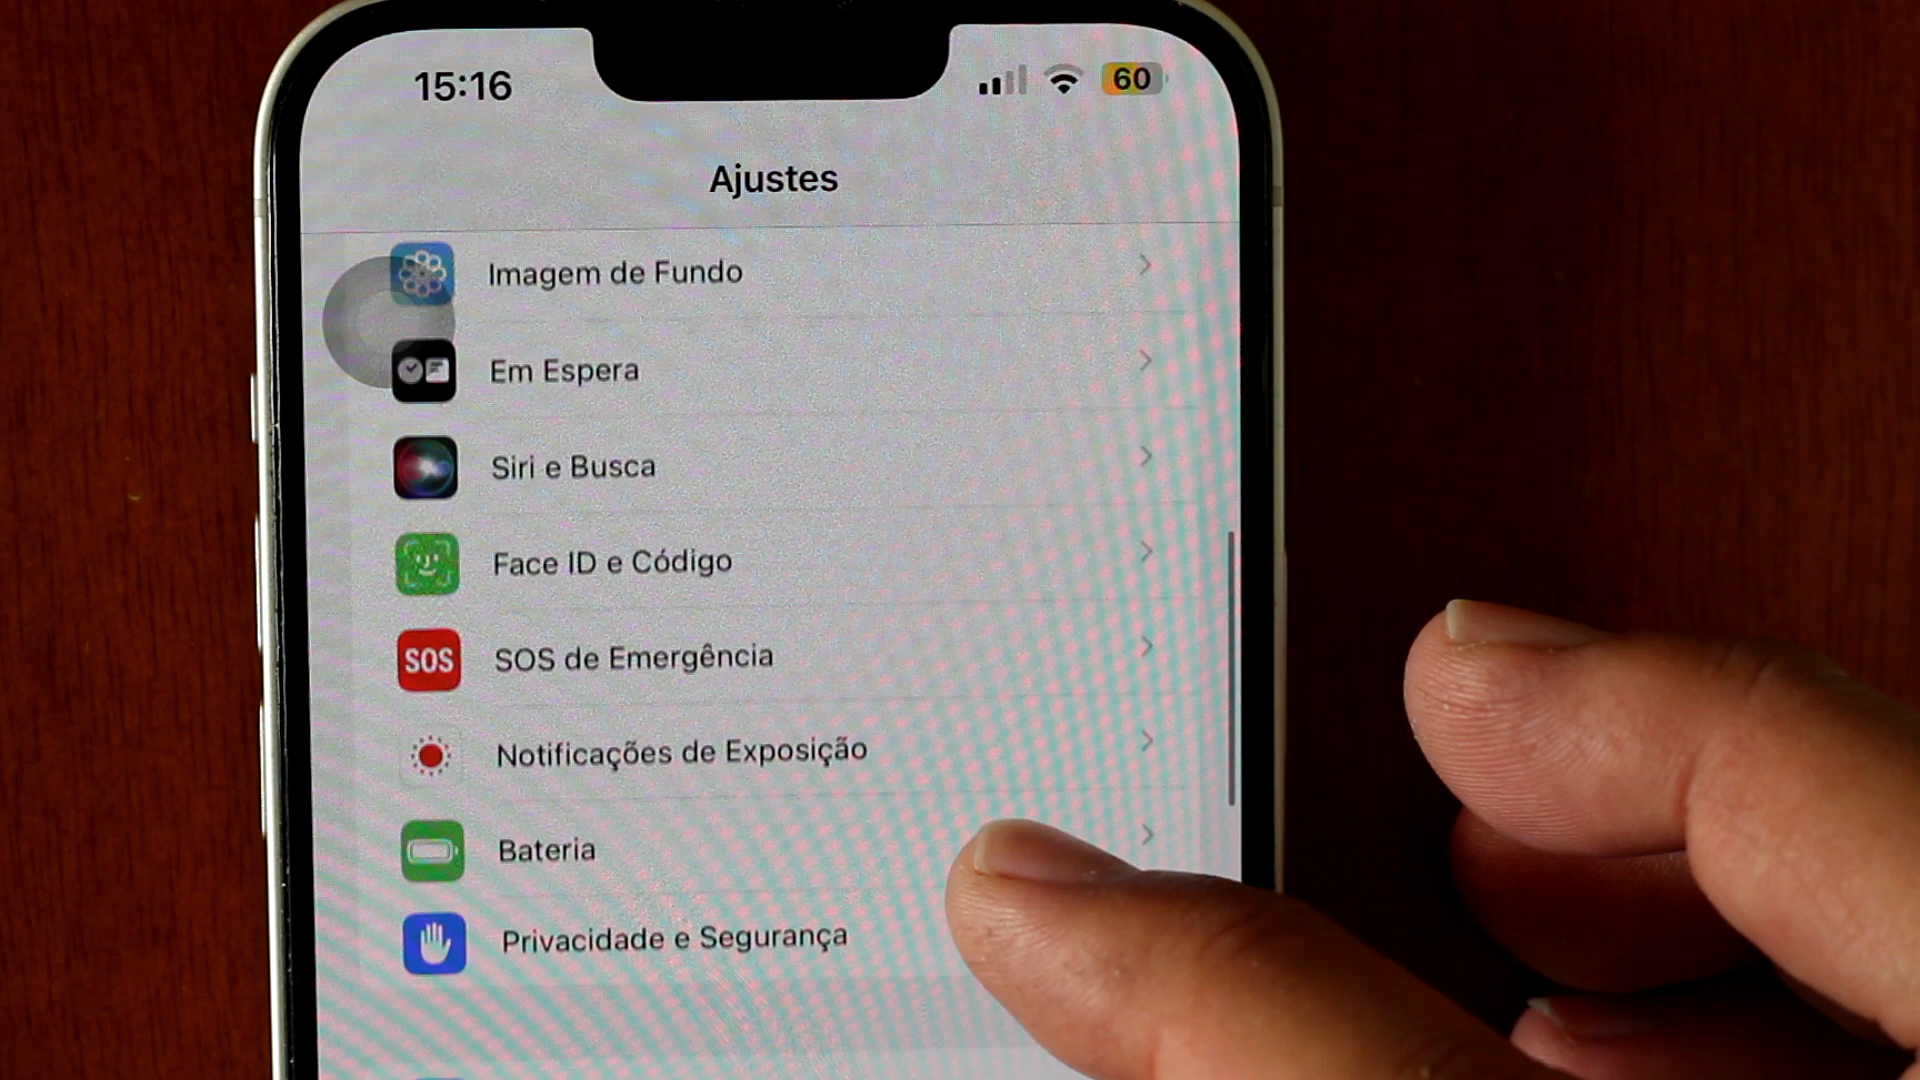 15:16
60
Ajustes
Imagem de Fundo
Em Espera
Siri e Busca
Face ID e Código
SOS SOS de Emergência
Notificações de Exposição
Bateria
Privacidade e Segurança